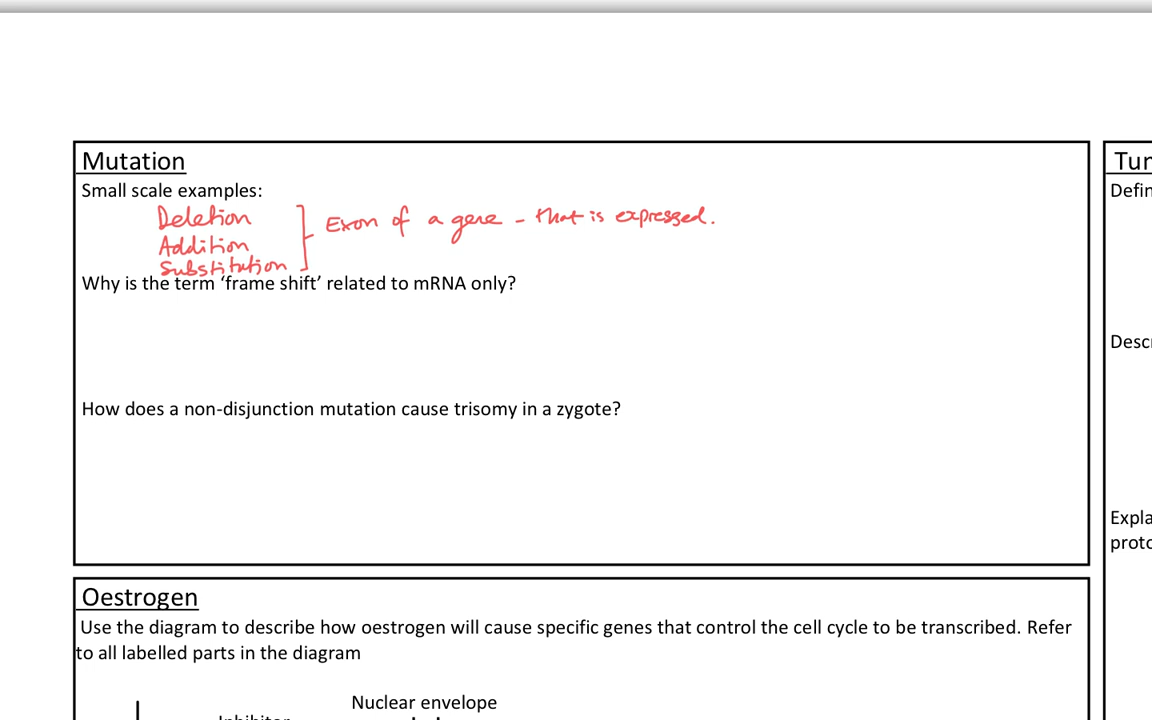 Mutation
Small scale examples:
Deletion
Addition
Substitution
Exon of a gene - that is expressed.
Why is the term ‘frame shift’ related to mRNA only?
How does a non-disjunction mutation cause trisomy in a zygote?
Oestrogen
Use the diagram to describe how oestrogen will cause specific genes that control the cell cycle to be transcribed. Refer
to all labelled parts in the diagram
Nuclear envelope
Inhibitor
Tur
Defin
Descr
Expla
proto